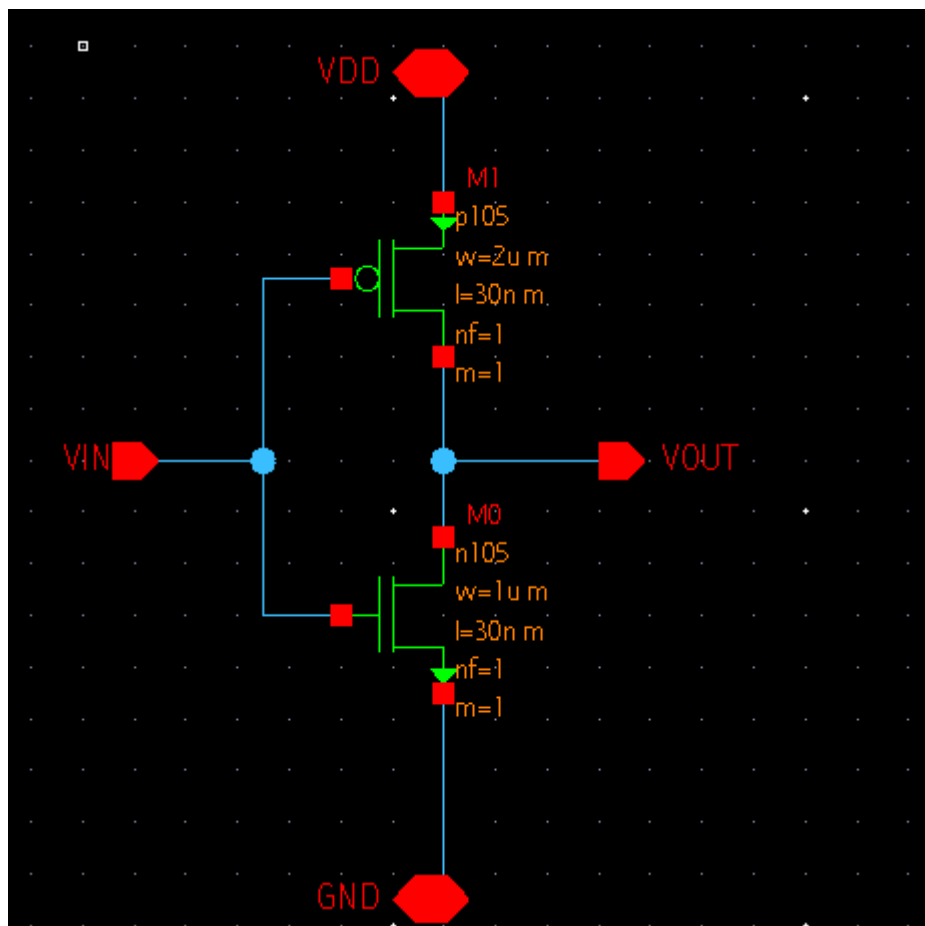 VDD
M1
p105
w=2u m
l=30n m
nf=1
m=1
VIN
VOUT
M0
n105
w=1u m
l=30n m
nf=1
m=1
GND